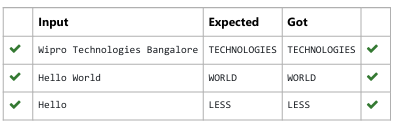 Input Expected Got
Wipro Technologies Bangalore TECHNOLOGIES TECHNOLOGIES
Hello World WORLD WORLD
Hello LESS LESS